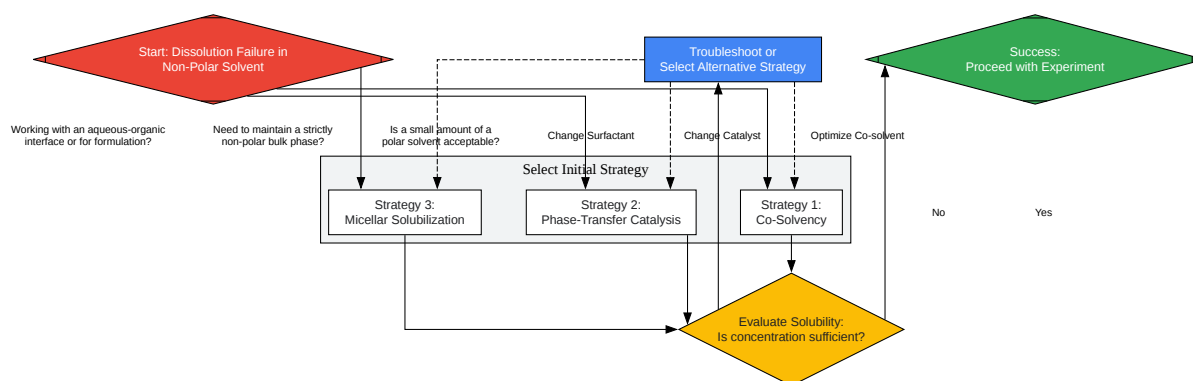 Start: Dissolution Failure in
Non-Polar Solvent
Troubleshoot or
Select Alternative Strategy
Success:
Proceed with Experiment
Working with an aqueous-organic
interface or for formulation?
Need to maintain a strictly
non-polar bulk phase?
Is a small amount of a
polar solvent acceptable?
Change Surfactant
Change Catalyst
Optimize Co-solvent
Select Initial Strategy
Strategy 3:
Micellar Solubilization
Strategy 2:
Phase-Transfer Catalysis
Strategy 1:
Co-Solvency
No
Yes
Evaluate Solubility:
Is concentration sufficient?